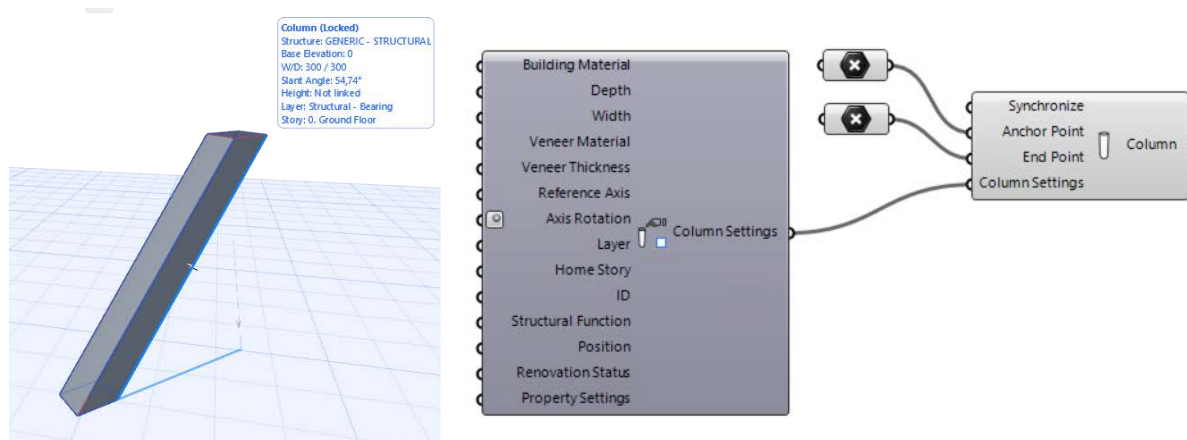 Column (Locked)
Structure: GENERIC - STRUCTURAL
Base Elevation: 0
W/D: 300 / 300
Slant Angle: 54,74°
Height: Not linked
Layer: Structural - Bearing
Story: 0. Ground Floor
Building Material
Depth
Width
Veneer Material
Veneer Thickness
Reference Axis
Axis Rotation
Layer
Home Story
ID
Structural Function
Position
Renovation Status
Property Settings
Column Settings
Synchronize
Anchor Point
End Point
Column Settings
Column